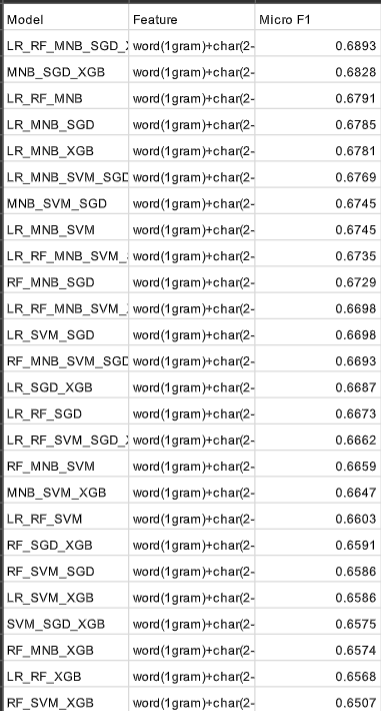 Model Feature Micro F1
LR_RF_MNB_SGD_ word(1gram)+char(2- 0.6893
MNB_SGD_XGB word(1gram)+char(2- 0.6828
LR_RF_MNB word(1gram)+char(2- 0.6791
LR_MNB_SGD word(1gram)+char(2- 0.6785
LR_MNB_XGB word(1gram)+char(2- 0.6781
LR_MNB_SVM_SGD word(1gram)+char(2- 0.6769
MNB_SVM_SGD word(1gram)+char(2- 0.6745
LR_MNB_SVM word(1gram)+char(2- 0.6745
LR_RF_MNB_SVM_ word(1gram)+char(2- 0.6735
RF_MNB_SGD word(1gram)+char(2- 0.6729
LR_RF_MNB_SVM_ word(1gram)+char(2- 0.6698
LR_SVM_SGD word(1gram)+char(2- 0.6698
RF_MNB_SVM_SGD word(1gram)+char(2- 0.6693
LR_SGD_XGB word(1gram)+char(2- 0.6687
LR_RF_SGD word(1gram)+char(2- 0.6673
LR_RF_SVM_SGD_ word(1gram)+char(2- 0.6662
RF_MNB_SVM word(1gram)+char(2- 0.6659
MNB_SVM_XGB word(1gram)+char(2- 0.6647
LR_RF_SVM word(1gram)+char(2- 0.6603
RF_SGD_XGB word(1gram)+char(2- 0.6591
RF_SVM_SGD word(1gram)+char(2- 0.6586
LR_SVM_XGB word(1gram)+char(2- 0.6586
SVM_SGD_XGB word(1gram)+char(2- 0.6575
RF_MNB_XGB word(1gram)+char(2- 0.6574
LR_RF_XGB word(1gram)+char(2- 0.6568
RF_SVM_XGB word(1gram)+char(2- 0.6507